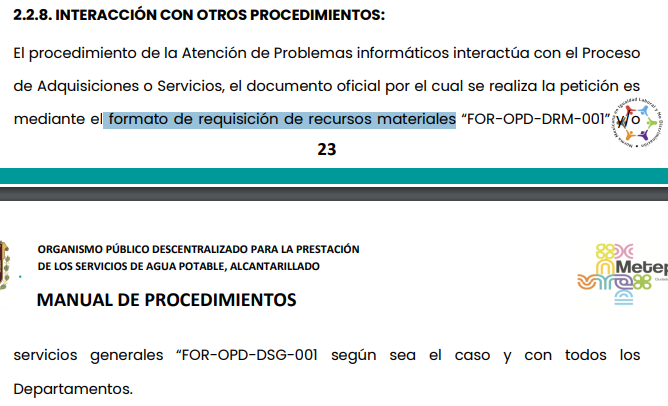 2.2.8. INTERACCIÓN CON OTROS PROCEDIMIENTOS:
El procedimiento de la Atención de Problemas informáticos interactúa con el Proceso
de Adquisiciones o Servicios, el documento oficial por el cual se realiza la petición es
mediante el formato de requisición de recursos materiales “FOR-OPD-DRM-001” y/o
23
ORGANISMO PÚBLICO DESCENTRALIZADO PARA LA PRESTACIÓN
DE LOS SERVICIOS DE AGUA POTABLE, ALCANTARILLADO
MANUAL DE PROCEDIMIENTOS
Metep
servicios generales “FOR-OPD-DSG-001 según sea el caso y con todos los
Departamentos.